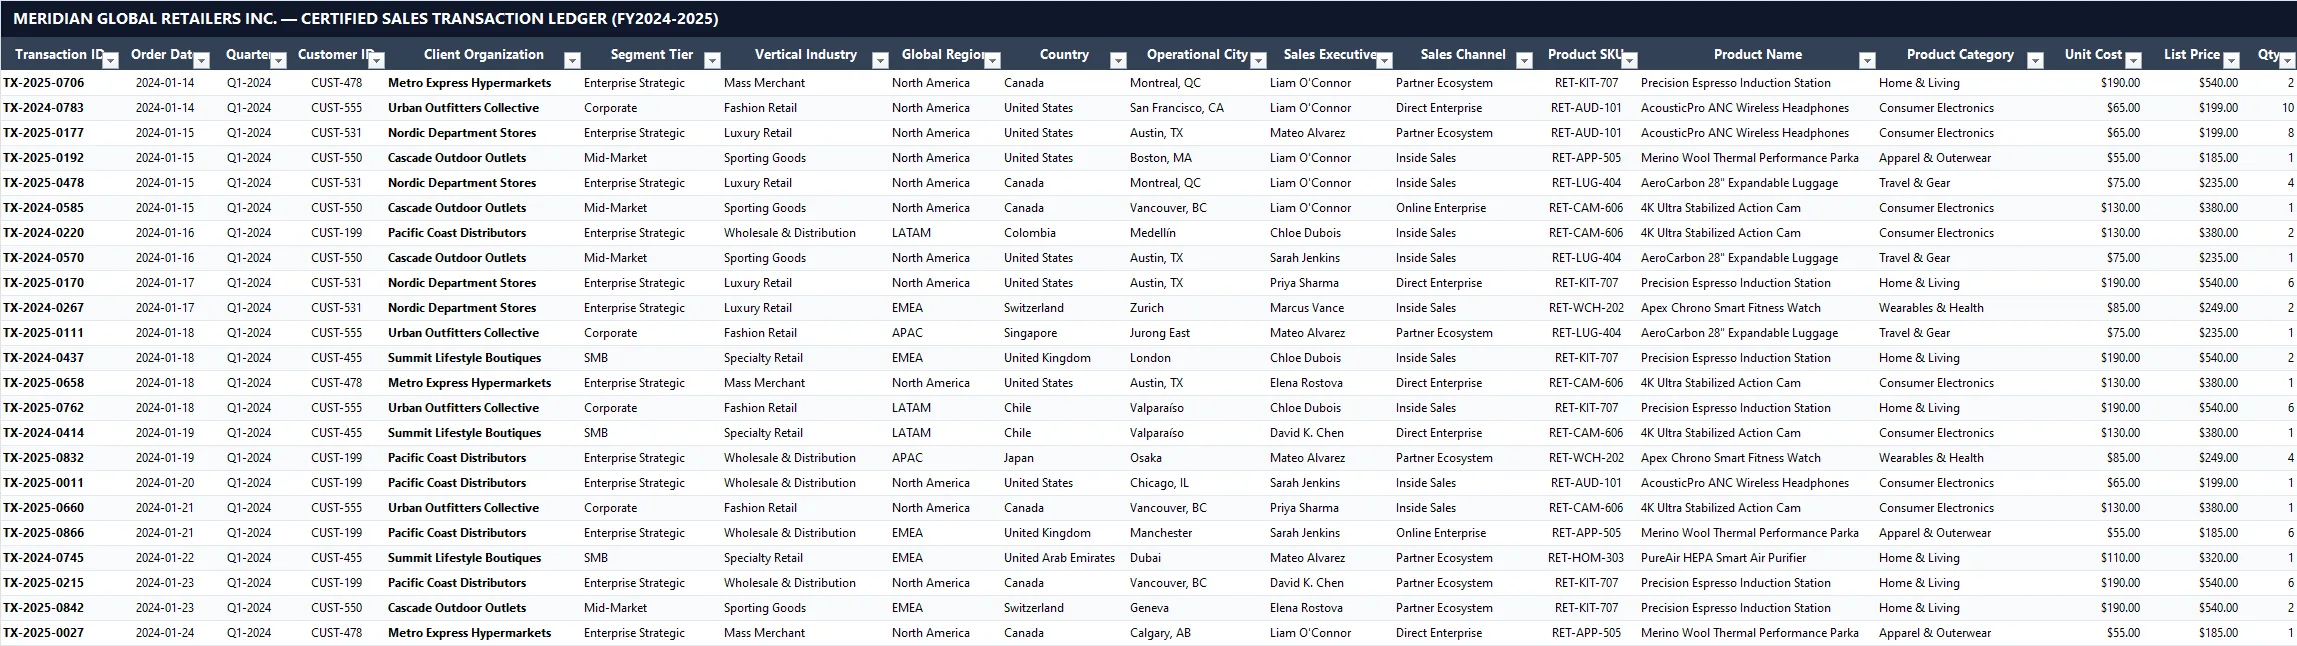 MERIDIAN GLOBAL RETAILERS INC. — CERTIFIED SALES TRANSACTION LEDGER (FY2024-2025)
Transaction ID Order Dat Quarte Customer ID Client Organization Segment Tier Vertical Industry Global Region Country Operational City Sales Executive Sales Channel Product SKU Product Name Product Category Unit Cost List Price Qty
TX-2025-0706 2024-01-14 Q1-2024 CUST-478 Metro Express Hypermarkets Enterprise Strategic Mass Merchant North America Canada Montreal, QC Liam O'Connor Partner Ecosystem RET-KIT-707 Precision Espresso Induction Station Home & Living $190.00 $540.00 2
TX-2024-0783 2024-01-14 Q1-2024 CUST-555 Urban Outfitters Collective Corporate Fashion Retail North America United States San Francisco, CA Liam O'Connor Direct Enterprise RET-AUD-101 AcousticPro ANC Wireless Headphones Consumer Electronics $65.00 $199.00 10
TX-2025-0177 2024-01-15 Q1-2024 CUST-531 Nordic Department Stores Enterprise Strategic Luxury Retail North America United States Austin, TX Mateo Alvarez Partner Ecosystem RET-AUD-101 AcousticPro ANC Wireless Headphones Consumer Electronics $65.00 $199.00 8
TX-2025-0192 2024-01-15 Q1-2024 CUST-550 Cascade Outdoor Outlets Mid-Market Sporting Goods North America United States Boston, MA Liam O'Connor Inside Sales RET-APP-505 Merino Wool Thermal Performance Parka Apparel & Outerwear $55.00 $185.00 1
TX-2025-0478 2024-01-15 Q1-2024 CUST-531 Nordic Department Stores Enterprise Strategic Luxury Retail North America Canada Montreal, QC Liam O'Connor Inside Sales RET-LUG-404 AeroCarbon 28" Expandable Luggage Travel & Gear $75.00 $235.00 4
TX-2024-0585 2024-01-15 Q1-2024 CUST-550 Cascade Outdoor Outlets Mid-Market Sporting Goods North America Canada Vancouver, BC Liam O'Connor Online Enterprise RET-CAM-606 4K Ultra Stabilized Action Cam Consumer Electronics $130.00 $380.00 1
TX-2024-0220 2024-01-16 Q1-2024 CUST-199 Pacific Coast Distributors Enterprise Strategic Wholesale & Distribution LATAM Colombia Medellín Chloe Dubois Inside Sales RET-CAM-606 4K Ultra Stabilized Action Cam Consumer Electronics $130.00 $380.00 2
TX-2024-0570 2024-01-16 Q1-2024 CUST-550 Cascade Outdoor Outlets Mid-Market Sporting Goods North America United States Austin, TX Sarah Jenkins Inside Sales RET-LUG-404 AeroCarbon 28" Expandable Luggage Travel & Gear $75.00 $235.00 1
TX-2025-0170 2024-01-17 Q1-2024 CUST-531 Nordic Department Stores Enterprise Strategic Luxury Retail North America United States Austin, TX Priya Sharma Direct Enterprise RET-KIT-707 Precision Espresso Induction Station Home & Living $190.00 $540.00 6
TX-2024-0267 2024-01-17 Q1-2024 CUST-531 Nordic Department Stores Enterprise Strategic Luxury Retail EMEA Switzerland Zurich Marcus Vance Inside Sales RET-WCH-202 Apex Chrono Smart Fitness Watch Wearables & Health $85.00 $249.00 2
TX-2025-0111 2024-01-18 Q1-2024 CUST-555 Urban Outfitters Collective Corporate Fashion Retail APAC Singapore Jurong East Mateo Alvarez Partner Ecosystem RET-LUG-404 AeroCarbon 28" Expandable Luggage Travel & Gear $75.00 $235.00 1
TX-2024-0437 2024-01-18 Q1-2024 CUST-455 Summit Lifestyle Boutiques SMB Specialty Retail EMEA United Kingdom London Chloe Dubois Inside Sales RET-KIT-707 Precision Espresso Induction Station Home & Living $190.00 $540.00 2
TX-2025-0658 2024-01-18 Q1-2024 CUST-478 Metro Express Hypermarkets Enterprise Strategic Mass Merchant North America United States Austin, TX Elena Rostova Direct Enterprise RET-CAM-606 4K Ultra Stabilized Action Cam Consumer Electronics $130.00 $380.00 1
TX-2025-0762 2024-01-18 Q1-2024 CUST-555 Urban Outfitters Collective Corporate Fashion Retail LATAM Chile Valparaíso Chloe Dubois Inside Sales RET-KIT-707 Precision Espresso Induction Station Home & Living $190.00 $540.00 6
TX-2024-0414 2024-01-19 Q1-2024 CUST-455 Summit Lifestyle Boutiques SMB Specialty Retail LATAM Chile Valparaíso David K. Chen Direct Enterprise RET-CAM-606 4K Ultra Stabilized Action Cam Consumer Electronics $130.00 $380.00 1
TX-2025-0832 2024-01-19 Q1-2024 CUST-199 Pacific Coast Distributors Enterprise Strategic Wholesale & Distribution APAC Japan Osaka Mateo Alvarez Partner Ecosystem RET-WCH-202 Apex Chrono Smart Fitness Watch Wearables & Health $85.00 $249.00 4
TX-2025-0011 2024-01-20 Q1-2024 CUST-199 Pacific Coast Distributors Enterprise Strategic Wholesale & Distribution North America United States Chicago, IL Sarah Jenkins Inside Sales RET-AUD-101 AcousticPro ANC Wireless Headphones Consumer Electronics $65.00 $199.00 1
TX-2025-0660 2024-01-21 Q1-2024 CUST-555 Urban Outfitters Collective Corporate Fashion Retail North America Canada Vancouver, BC Priya Sharma Inside Sales RET-CAM-606 4K Ultra Stabilized Action Cam Consumer Electronics $130.00 $380.00 1
TX-2025-0866 2024-01-21 Q1-2024 CUST-199 Pacific Coast Distributors Enterprise Strategic Wholesale & Distribution EMEA United Kingdom Manchester Sarah Jenkins Online Enterprise RET-APP-505 Merino Wool Thermal Performance Parka Apparel & Outerwear $55.00 $185.00 6
TX-2024-0745 2024-01-22 Q1-2024 CUST-455 Summit Lifestyle Boutiques SMB Specialty Retail EMEA United Arab Emirates Dubai Mateo Alvarez Partner Ecosystem RET-HOM-303 PureAir HEPA Smart Air Purifier Home & Living $110.00 $320.00 1
TX-2025-0215 2024-01-23 Q1-2024 CUST-199 Pacific Coast Distributors Enterprise Strategic Wholesale & Distribution North America Canada Vancouver, BC David K. Chen Partner Ecosystem RET-KIT-707 Precision Espresso Induction Station Home & Living $190.00 $540.00 6
TX-2025-0842 2024-01-23 Q1-2024 CUST-550 Cascade Outdoor Outlets Mid-Market Sporting Goods EMEA Switzerland Geneva Elena Rostova Partner Ecosystem RET-KIT-707 Precision Espresso Induction Station Home & Living $190.00 $540.00 2
TX-2025-0027 2024-01-24 Q1-2024 CUST-478 Metro Express Hypermarkets Enterprise Strategic Mass Merchant North America Canada Calgary, AB Liam O'Connor Direct Enterprise RET-APP-505 Merino Wool Thermal Performance Parka Apparel & Outerwear $55.00 $185.00 1